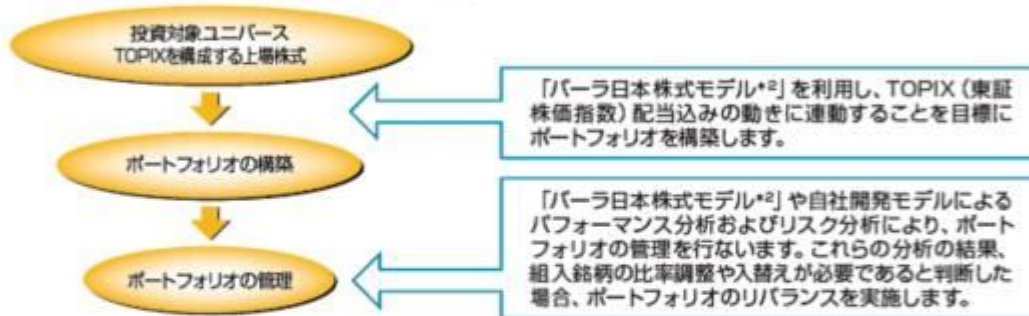 投資対象ユニバース
TOPIXを構成する上場株式
「バーラ日本株式モデル*2」を利用し、TOPIX（東証
株価指数）配当込みの動きに連動することを目標に
ポートフォリオを構築します。
ポートフォリオの構築
「バーラ日本株式モデル*2」や自社開発モデルによる
パフォーマンス分析およびリスク分析により、ポート
フォリオの管理を行ないます。これらの分析の結果、
組入銘柄の比率調整や入替えが必要であると判断した
場合、ポートフォリオのリバランスを実施します。
ポートフォリオの管理